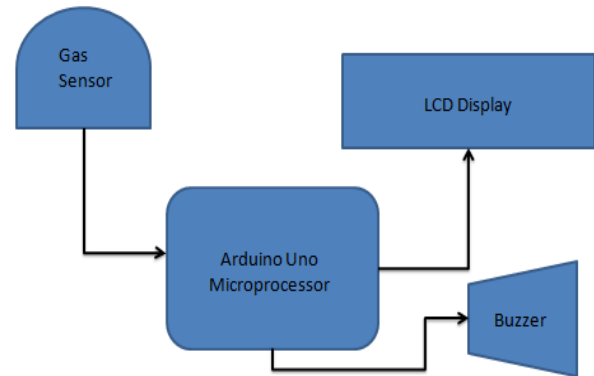 Gas
Sensor
LCD Display
Arduino Uno
Microprocessor
Buzzer